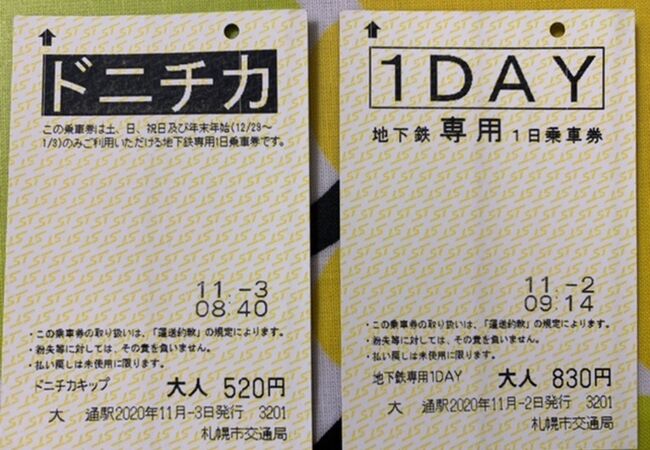 ドニチカ
この乗車券は土、日、祝日及び年末年始(12/29〜
1/3)のみご利用いただける地下鉄専用1日乗車券です。
11.-3
08:40
・この乗車券の取り扱いは、「運送約款」の規定によります。
・紛失等に対しては、その責を負いません。
・払い戻しは未使用に限ります。
ドニチカキップ 大人 520円
大 通駅2020年11月-3日発行 3201
札幌市交通局
1DAY
地下鉄 専用 1日乗車券
11.-2
09:14
・この乗車券の取り扱いは、「運送約款」の規定によります。
・紛失等に対しては、その責を負いません。
・払い戻しは未使用に限ります。
地下鉄専用1DAY 大人 830円
大 通駅2020年11月-2日発行 3201
札幌市交通局